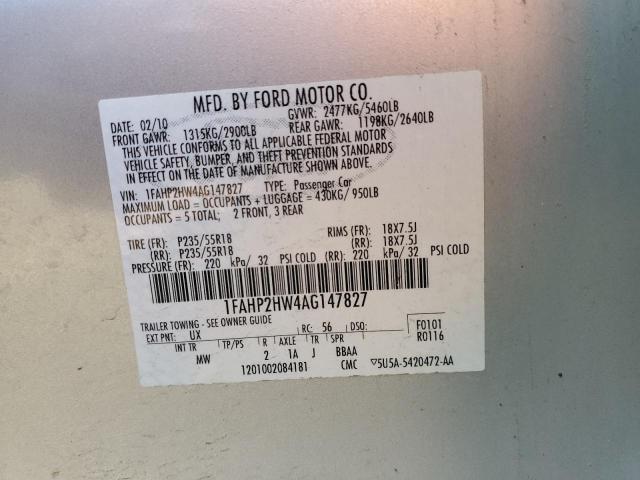 MFD. BY FORD MOTOR CO.
DATE: 02/10 GVWR: 2477KG/5460LB
FRONT GAWR: 1315KG/2900LB REAR GAWR: 1198KG/2640LB
THIS VEHICLE CONFORMS TO ALL APPLICABLE FEDERAL MOTOR
VEHICLE SAFETY, BUMPER, AND THEFT PREVENTION STANDARDS
IN EFFECT ON THE DATE OF MANUFACTURE SHOWN ABOVE.
VIN: 1FAHP2HW4AG147827 TYPE: Passenger Car
MAXIMUM LOAD = OCCUPANTS + LUGGAGE = 430KG/950LB
OCCUPANTS = 5 TOTAL; 2 FRONT, 3 REAR
TIRE (FR): P235/55R18 RIMS (FR): 18X7.5J
(RR): P235/55R18 (RR): 18X7.5J
PRESSURE (FR): 220 kPa/ 32 PSI COLD (RR): 220 kPa/ 32 PSI COLD
1FAHP2HW4AG147827
TRAILER TOWING - SEE OWNER GUIDE F0101
EXT PNT: UX RC: 56 DSO: R0116
INT TR TP/PS R AXLE TR SPR
MW 2 1A J BBAA
1201002084181 CMC ▽5U5A-5420472-AA